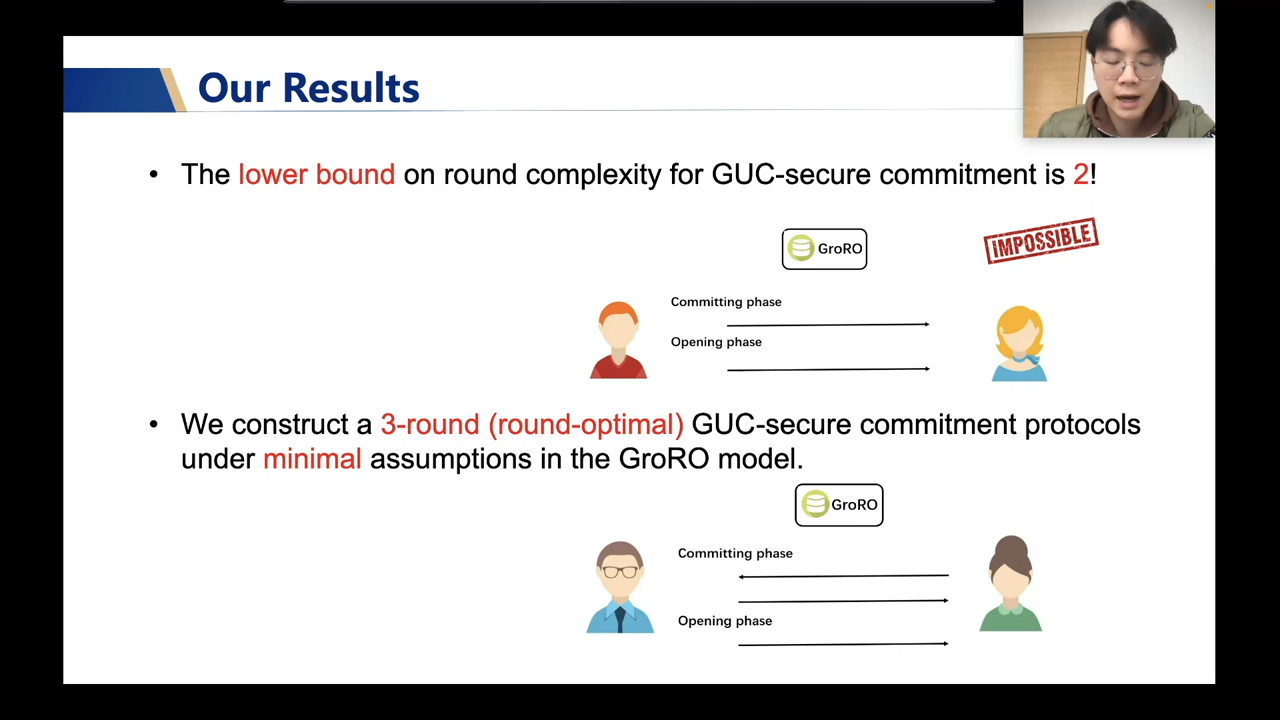 Our Results
• The lower bound on round complexity for GUC-secure commitment is 2!
GroRO
IMPOSSIBLE
Committing phase
Opening phase
• We construct a 3-round (round-optimal) GUC-secure commitment protocols
under minimal assumptions in the GroRO model.
GroRO
Committing phase
Opening phase